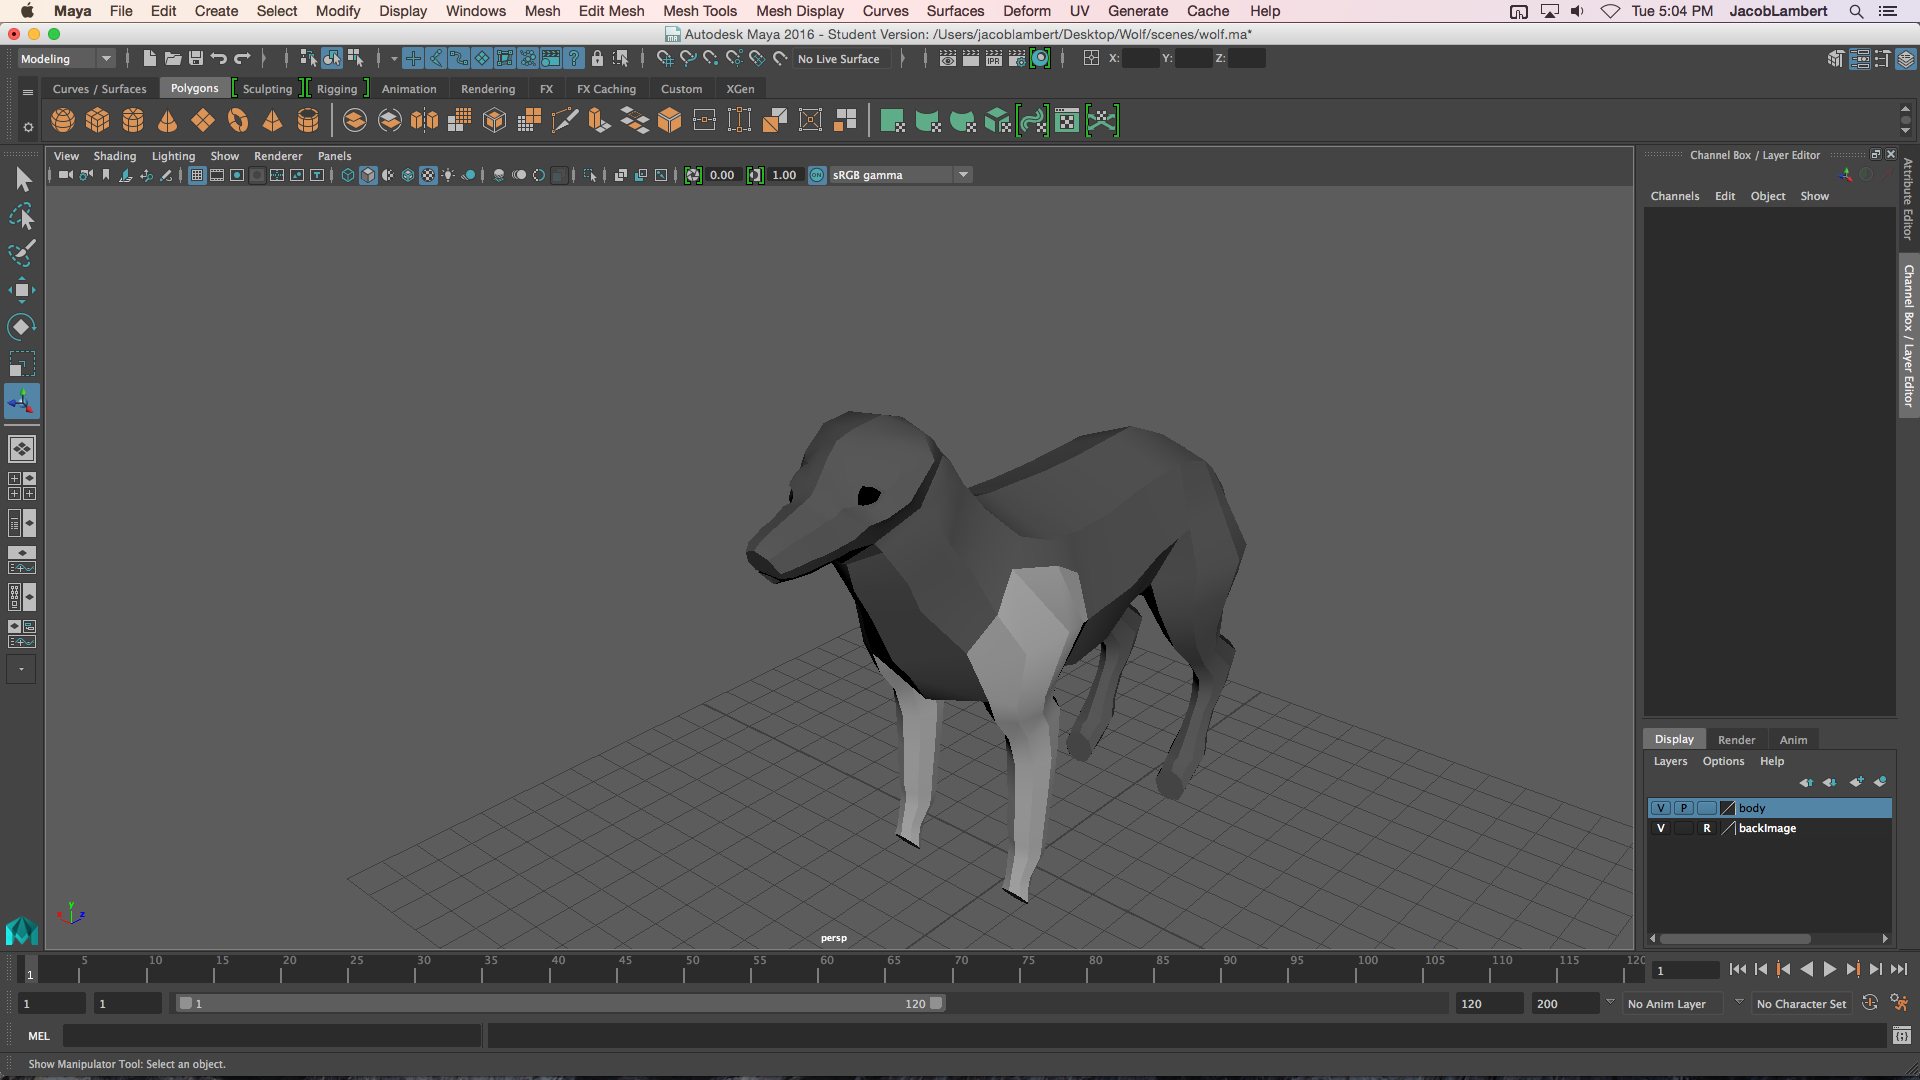 Maya File Edit Create Select Modify Display Windows Mesh Edit Mesh Mesh Tools Mesh Display Curves Surfaces Deform UV Generate Cache Help Tue 5:04 PM JacobLambert
Autodesk Maya 2016 - Student Version: /Users/jacoblambert/Desktop/Wolf/scenes/wolf.ma*
Modeling No Live Surface IPR X: Y: Z:
Curves / Surfaces Polygons Sculpting Rigging Animation Rendering FX FX Caching Custom XGen
View Shading Lighting Show Renderer Panels
0.00 1.00 ON sRGB gamma
Channel Box / Layer Editor
Channels Edit Object Show
Attribute Editor
Channel Box / Layer Editor
Display Render Anim
Layers Options Help
V P body
V R backImage
y
x z
persp
1 5 10 15 20 25 30 35 40 45 50 55 60 65 70 75 80 85 90 95 100 105 110 115 120 1
1 1 1 120 120 200 No Anim Layer No Character Set
MEL
Show Manipulator Tool: Select an object.